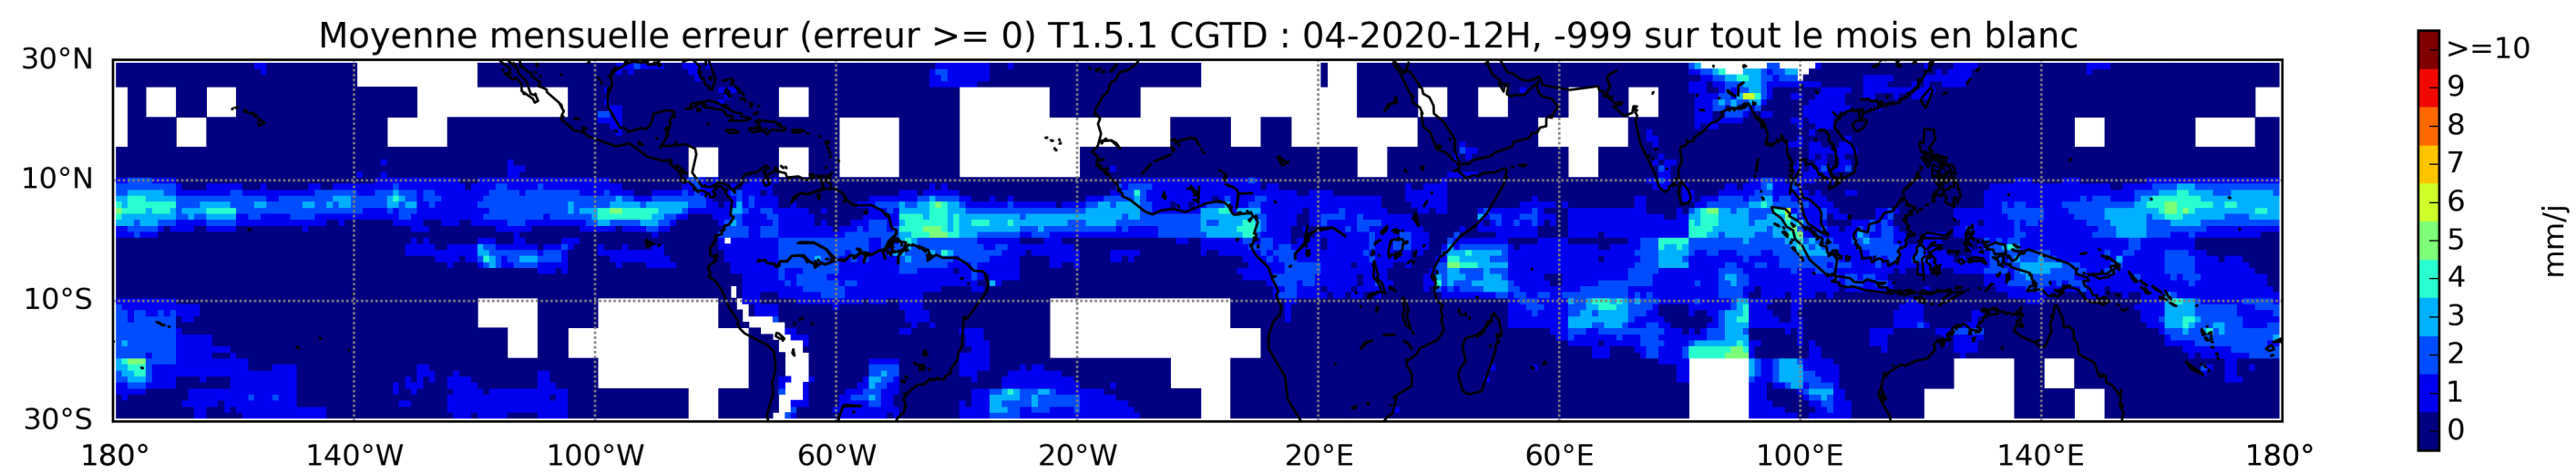 Moyenne mensuelle erreur (erreur >= 0) T1.5.1 CGTD : 04-2020-12H, -999 sur tout le mois en blanc
30°N
10°N
10°S
30°S
180° 140°W 100°W 60°W 20°W 20°E 60°E 100°E 140°E 180°
>=10
9
8
7
6
5
4
3
2
1
0
mm/j